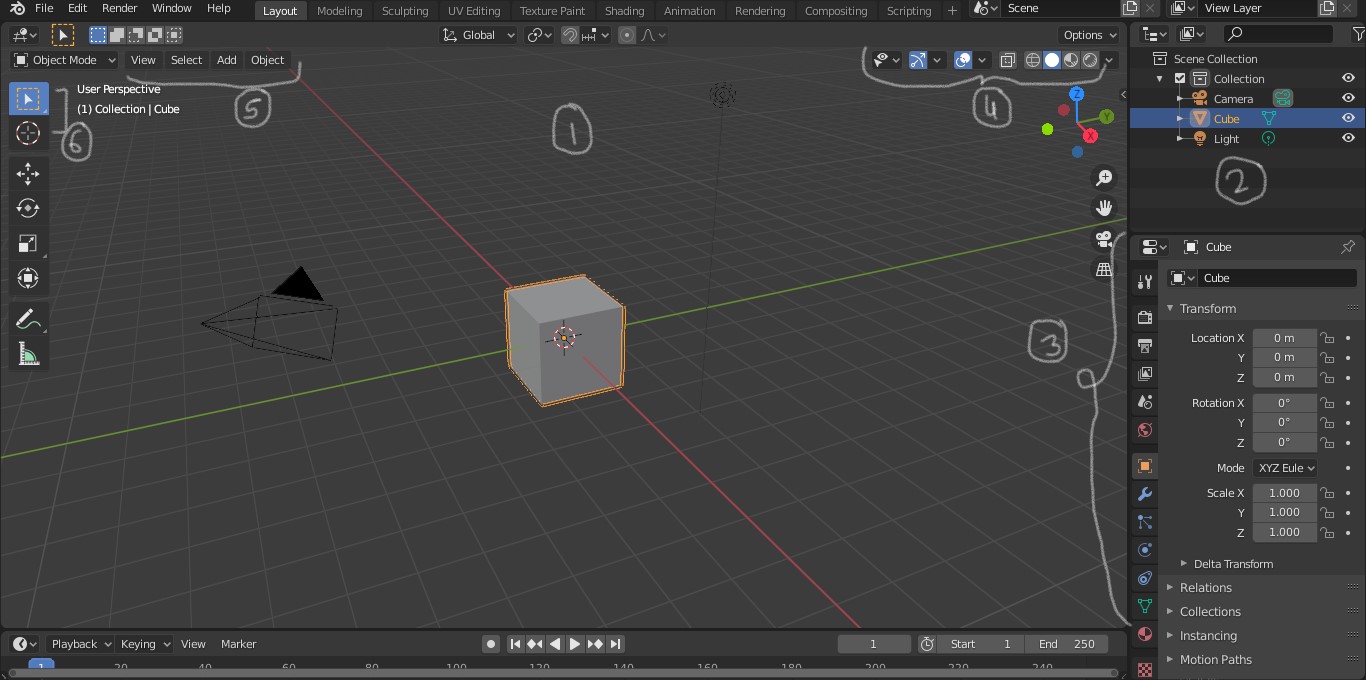 File Edit Render Window Help Layout Modeling Sculpting UV Editing Texture Paint Shading Animation Rendering Compositing Scripting + Scene View Layer
Global Options
Object Mode View Select Add Object
Scene Collection
Collection
User Perspective
Camera
(1) Collection | Cube
Cube
Light
Z
Y
X
1
2
3
4
5
6
Cube
Cube
Transform
Location X 0 m
Y 0 m
Z 0 m
Rotation X 0°
Y 0°
Z 0°
Mode XYZ Eule
Scale X 1.000
Y 1.000
Z 1.000
Delta Transform
Relations
Collections
Instancing
Motion Paths
Playback Keying View Marker 1 Start 1 End 250
1 20 40 60 80 100 120 140 160 180 200 220 240